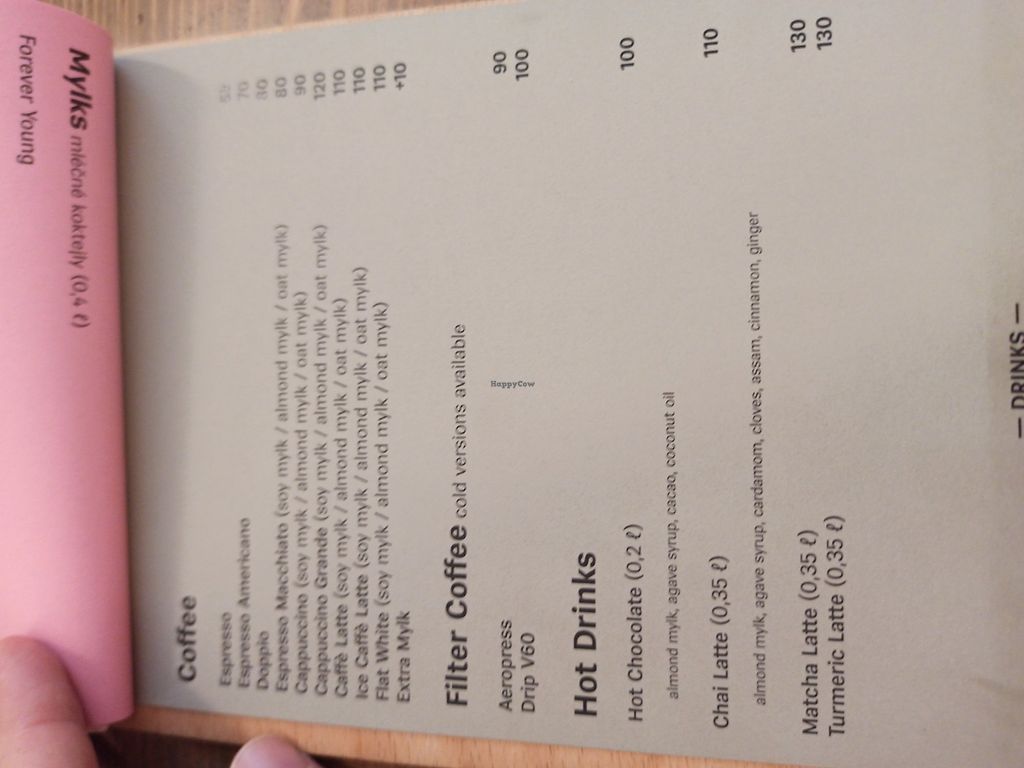 Mylks mléčné koktejly (0,4 ℓ)
Forever Young
Coffee
Espresso 55
Espresso Americano 70
Doppio 80
Espresso Macchiato (soy mylk / almond mylk / oat mylk) 80
Cappuccino (soy mylk / almond mylk / oat mylk) 90
Cappuccino Grande (soy mylk / almond mylk / oat mylk) 120
Caffè Latte (soy mylk / almond mylk / oat mylk) 110
Ice Caffè Latte (soy mylk / almond mylk / oat mylk) 110
Flat White (soy mylk / almond mylk / oat mylk) 110
Extra Mylk +10
Filter Coffee cold versions available
Aeropress 90
Drip V60 100
Hot Drinks
Hot Chocolate (0,2 ℓ) 100
almond mylk, agave syrup, cacao, coconut oil
Chai Latte (0,35 ℓ) 110
almond mylk, agave syrup, cardamom, cloves, assam, cinnamon, ginger
Matcha Latte (0,35 ℓ) 130
Turmeric Latte (0,35 ℓ) 130
— DRINKS —
HappyCow